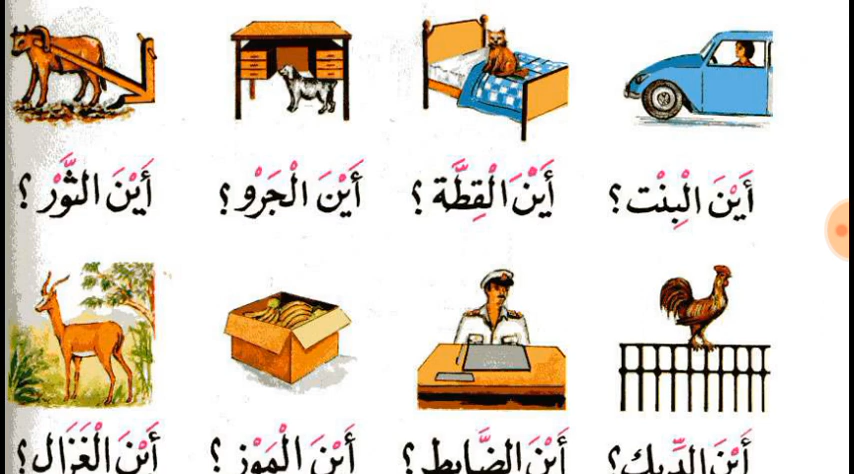 أَيْنَ الْبِنْت؟ أَيْنَ الْقِطَّة؟ أَيْنَ الْجَرْو؟ أَيْنَ الثَّوْر؟
أَيْنَ الدِّيك؟ أَيْنَ الضَّابِط؟ أَيْنَ الْمَوْز؟ أَيْنَ الْغَزَال؟